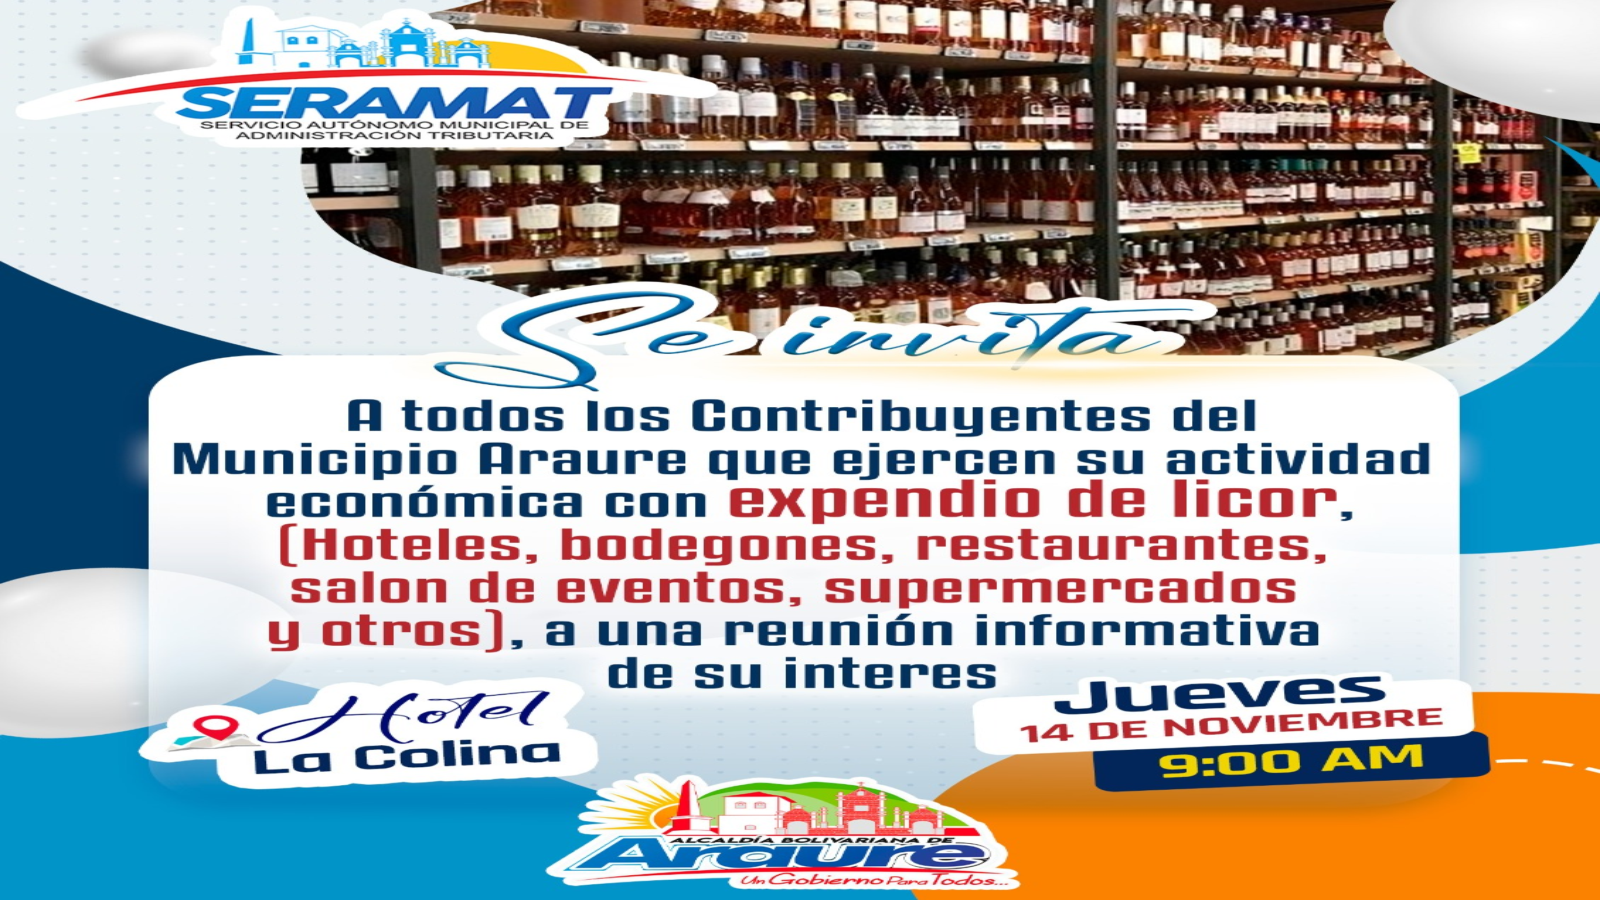 SERAMAT
SERVICIO AUTÓNOMO MUNICIPAL DE
ADMINISTRACIÓN TRIBUTARIA
Se invita
A todos los Contribuyentes del
Municipio Araure que ejercen su actividad
económica con expendio de licor,
(Hoteles, bodegones, restaurantes,
salon de eventos, supermercados
y otros), a una reunión informativa
de su interes
Hotel
La Colina
Jueves
14 DE NOVIEMBRE
9:00 AM
ALCALDÍA BOLIVARIANA DE
Araure
Un Gobierno Para Todos...